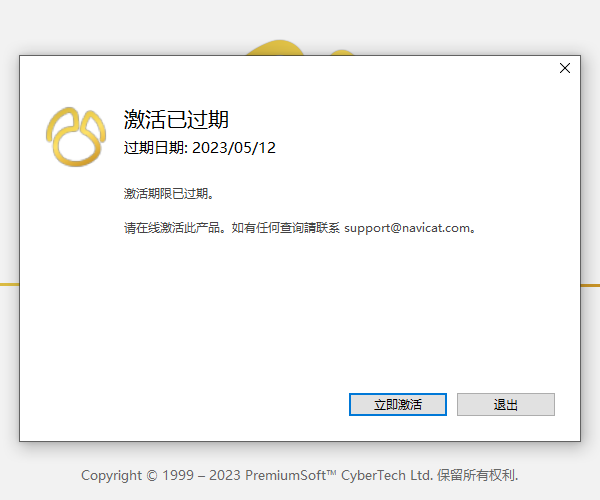 激活已过期
过期日期: 2023/05/12
激活期限已过期。
请在线激活此产品。如有任何查询請联系 support@navicat.com。
立即激活
退出
Copyright © 1999 – 2023 PremiumSoft™ CyberTech Ltd. 保留所有权利.